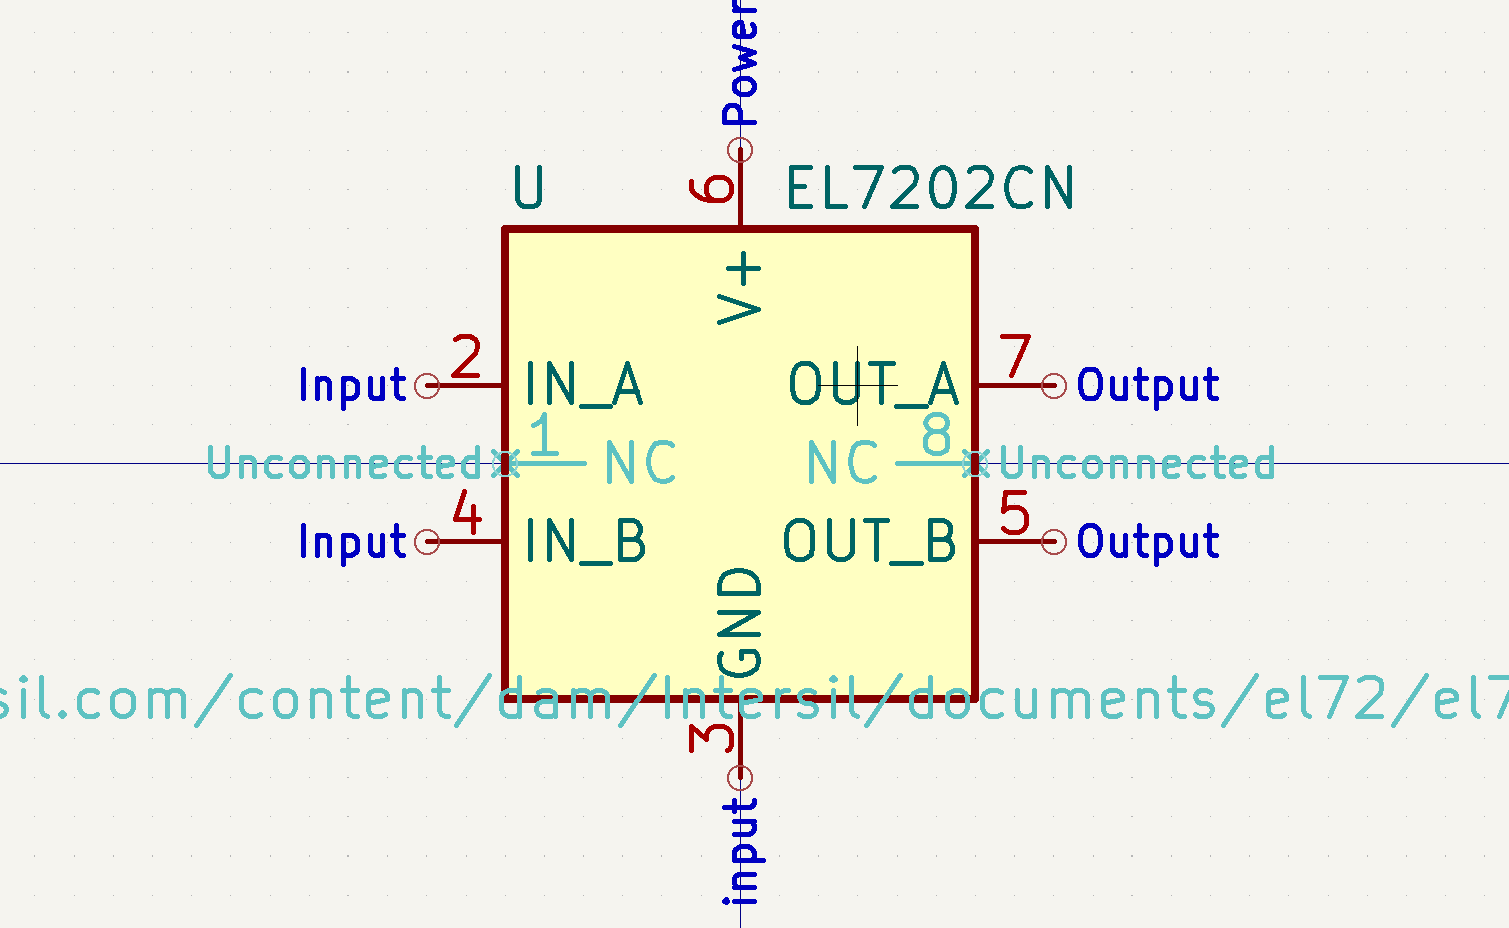 Power
U
6
EL7202CN
V+
2
7
Input
IN_A
OUT_A
Output
1
8
Unconnected
NC
NC
Unconnected
4
5
Input
IN_B
OUT_B
Output
GND
sil.com/content/dam/Intersil/documents/el72/el7
3
input